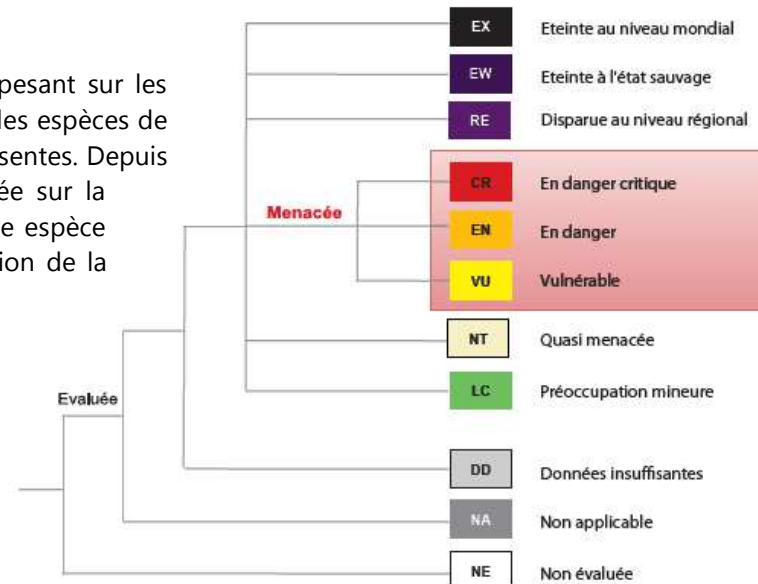 pesant sur les
des espèces de
sentes. Depuis
ée sur la
e espèce
ion de la
EX Eteinte au niveau mondial
EW Eteinte à l'état sauvage
RE Disparue au niveau régional
Menacée
CR En danger critique
EN En danger
VU Vulnérable
NT Quasi menacée
LC Préoccupation mineure
Evaluée
DD Données insuffisantes
NA Non applicable
NE Non évaluée